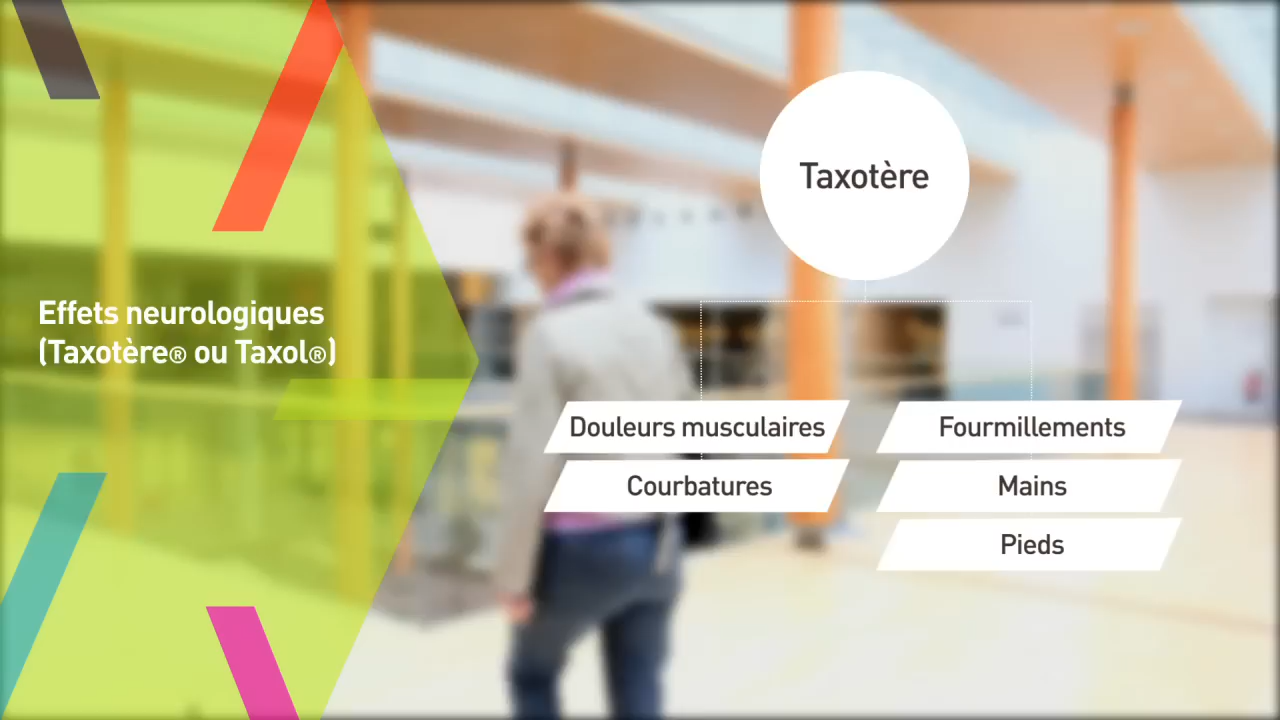 Effets neurologiques
(Taxotère® ou Taxol®)
Taxotère
Douleurs musculaires
Courbatures
Fourmillements
Mains
Pieds